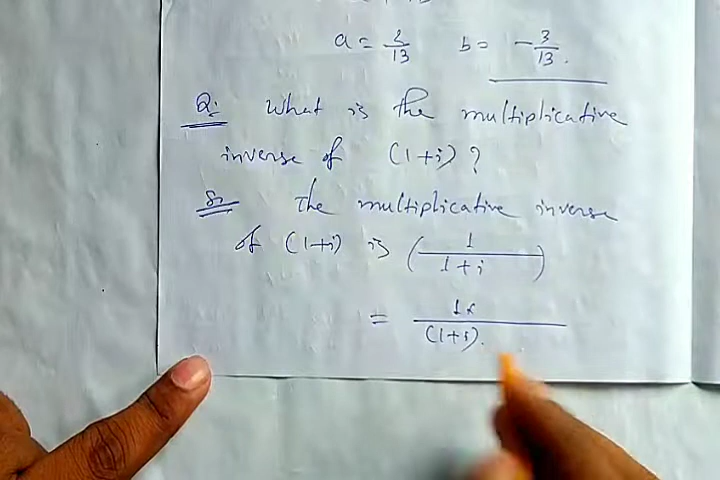 a = 2/13 b = -3/13.
Q: What is the multiplicative
inverse of (1+i) ?
The multiplicative inverse
of (1+i) is (1/1+i)
= 1×/(1+i).